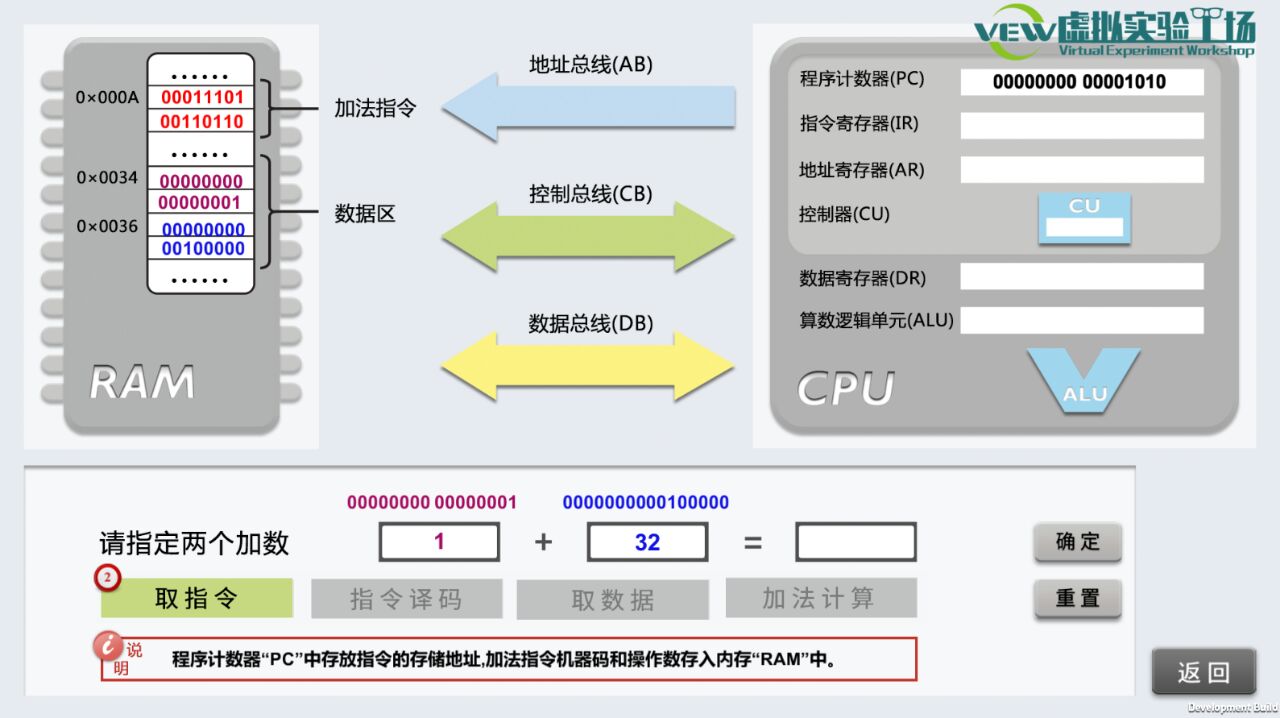 VEW虚拟实验工场
Virtual Experiment Workshop
地址总线(AB)
程序计数器(PC)
00000000 00001010
0×000A
00011101
加法指令
00110110
指令寄存器(IR)
......
......
地址寄存器(AR)
0×0034
00000000
控制总线(CB)
00000001
数据区
控制器(CU)
CU
0×0036
00000000
00100000
......
数据寄存器(DR)
数据总线(DB)
算数逻辑单元(ALU)
RAM
CPU
ALU
00000000 00000001
0000000000100000
请指定两个加数
1
+
32
=
确定
2
取指令
指令译码
取数据
加法计算
重置
i
说明
程序计数器“PC”中存放指令的存储地址,加法指令机器码和操作数存入内存“RAM”中。
返回
Development Build